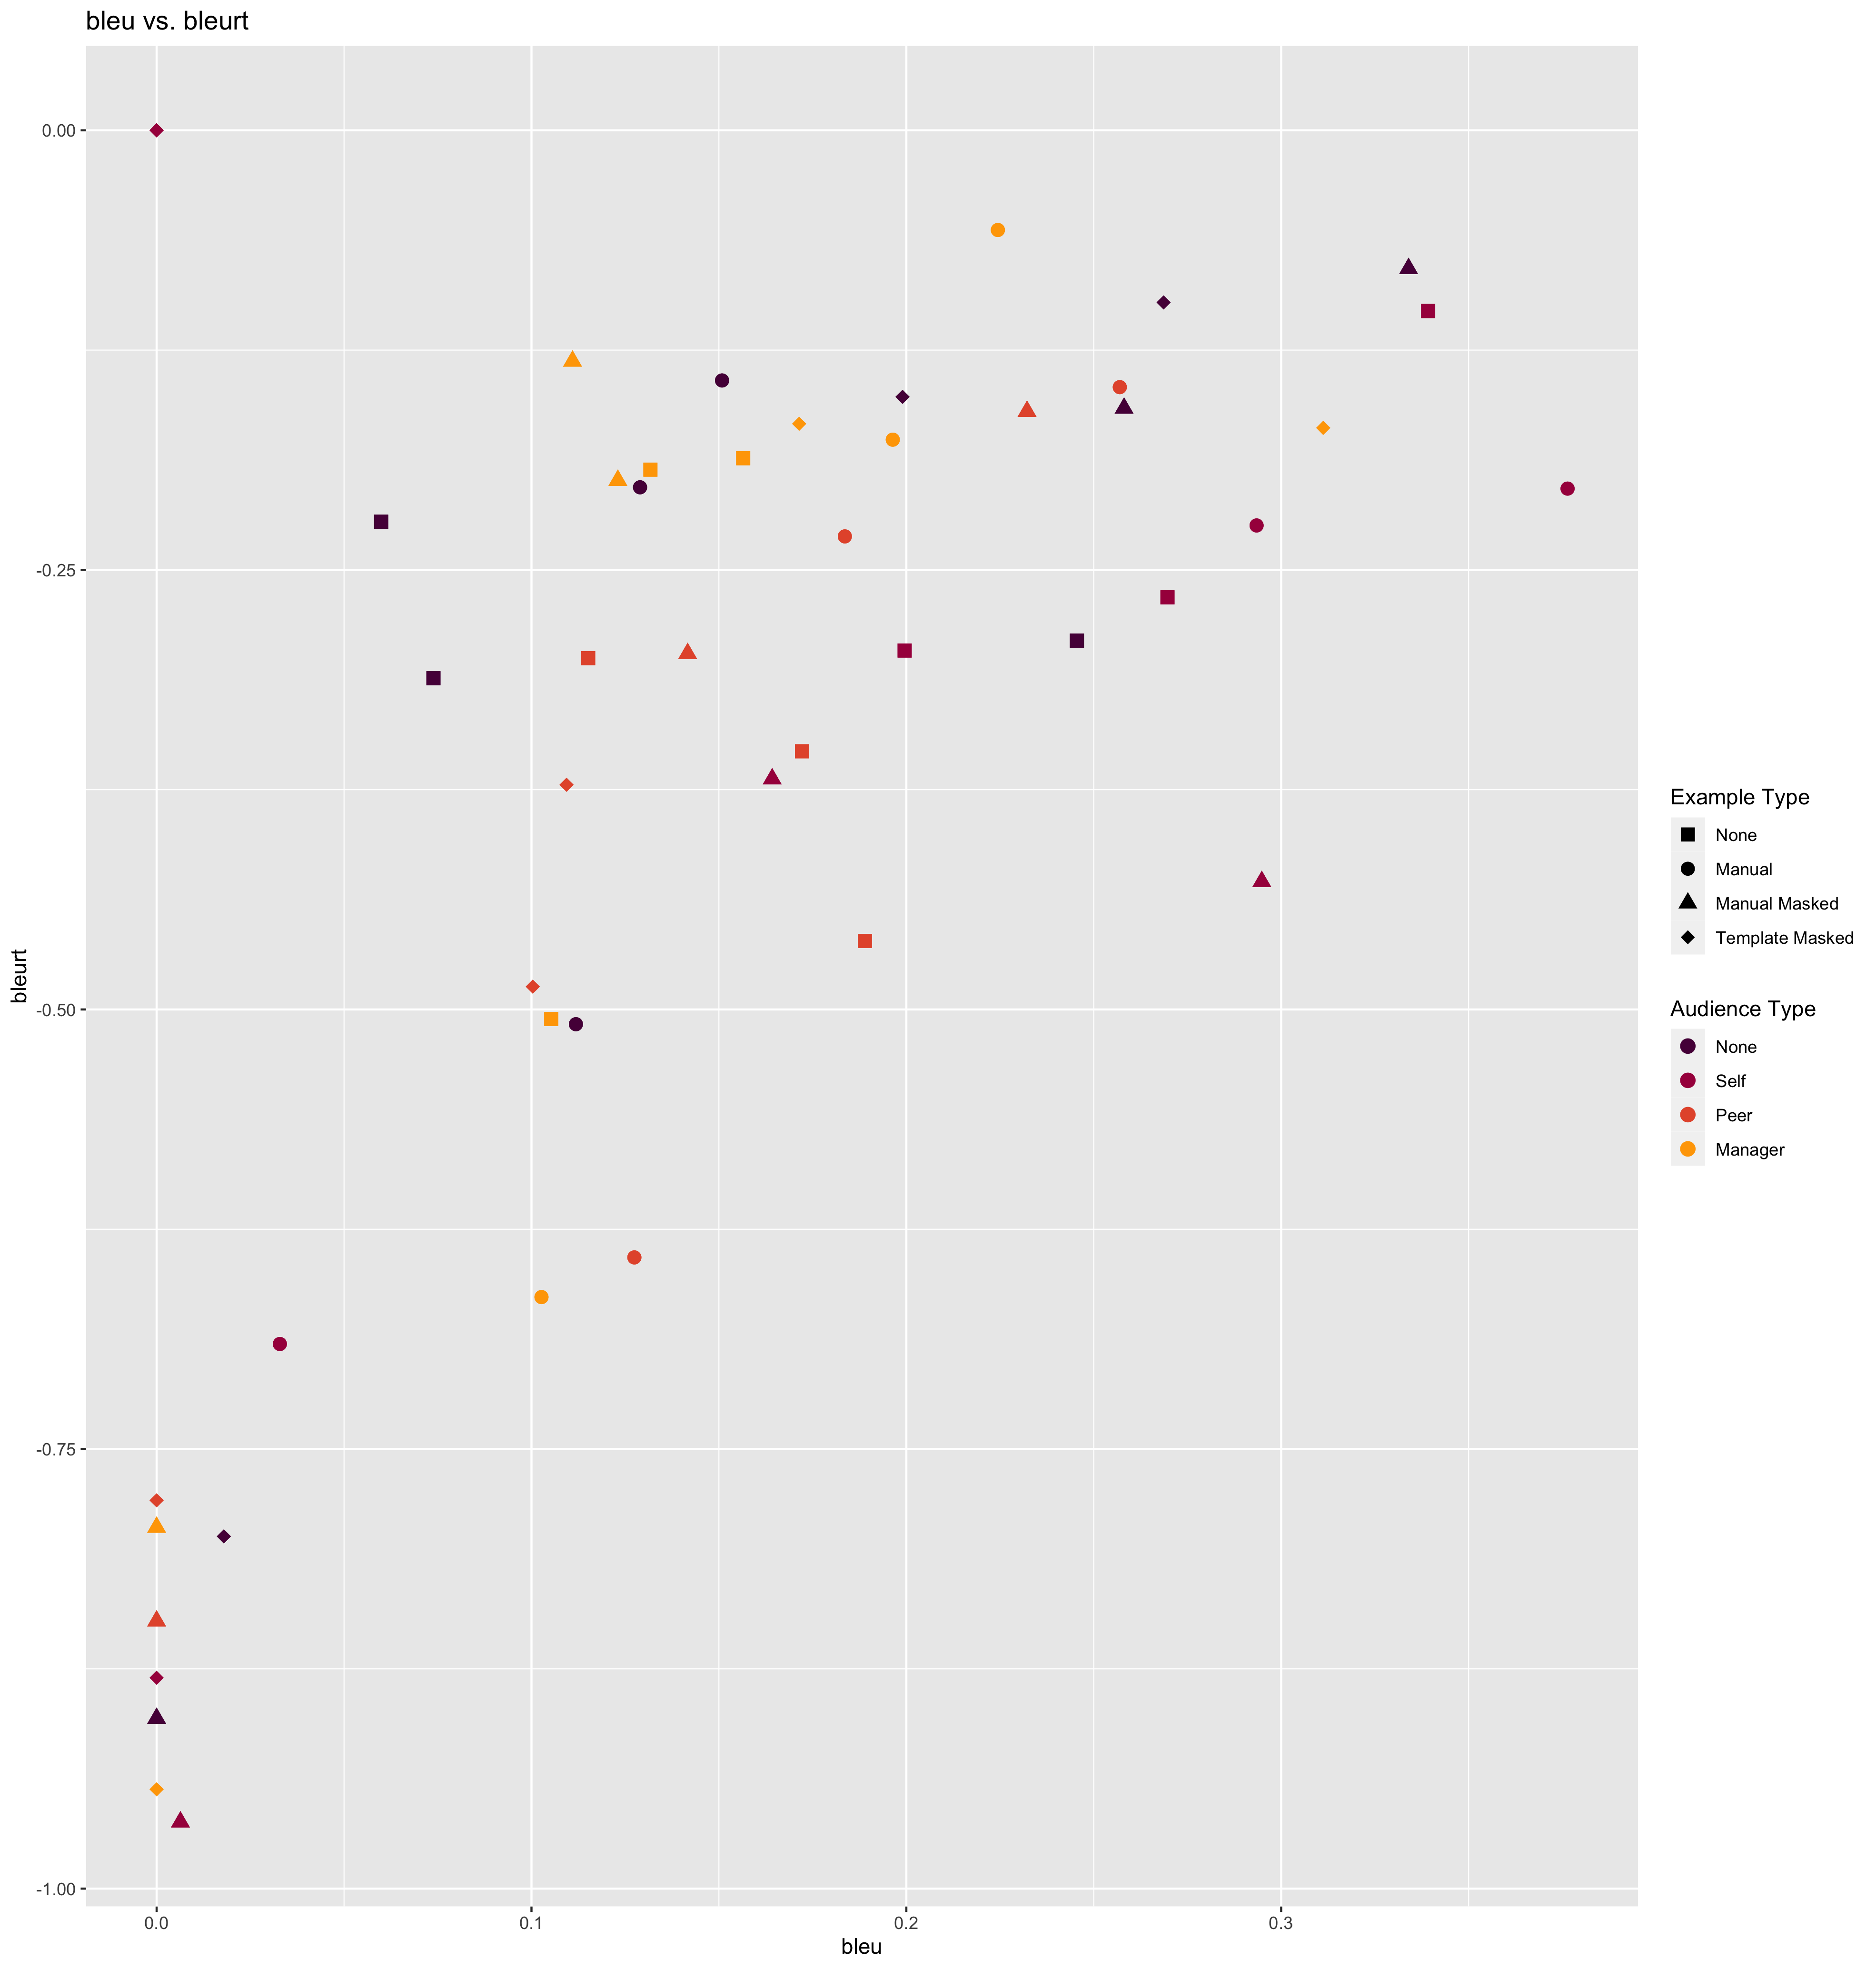 bleu vs. bleurt
0.00
-0.25
-0.50
-0.75
-1.00
bleurt
0.0
0.1
0.2
0.3
bleu
Example Type
None
Manual
Manual Masked
Template Masked
Audience Type
None
Self
Peer
Manager